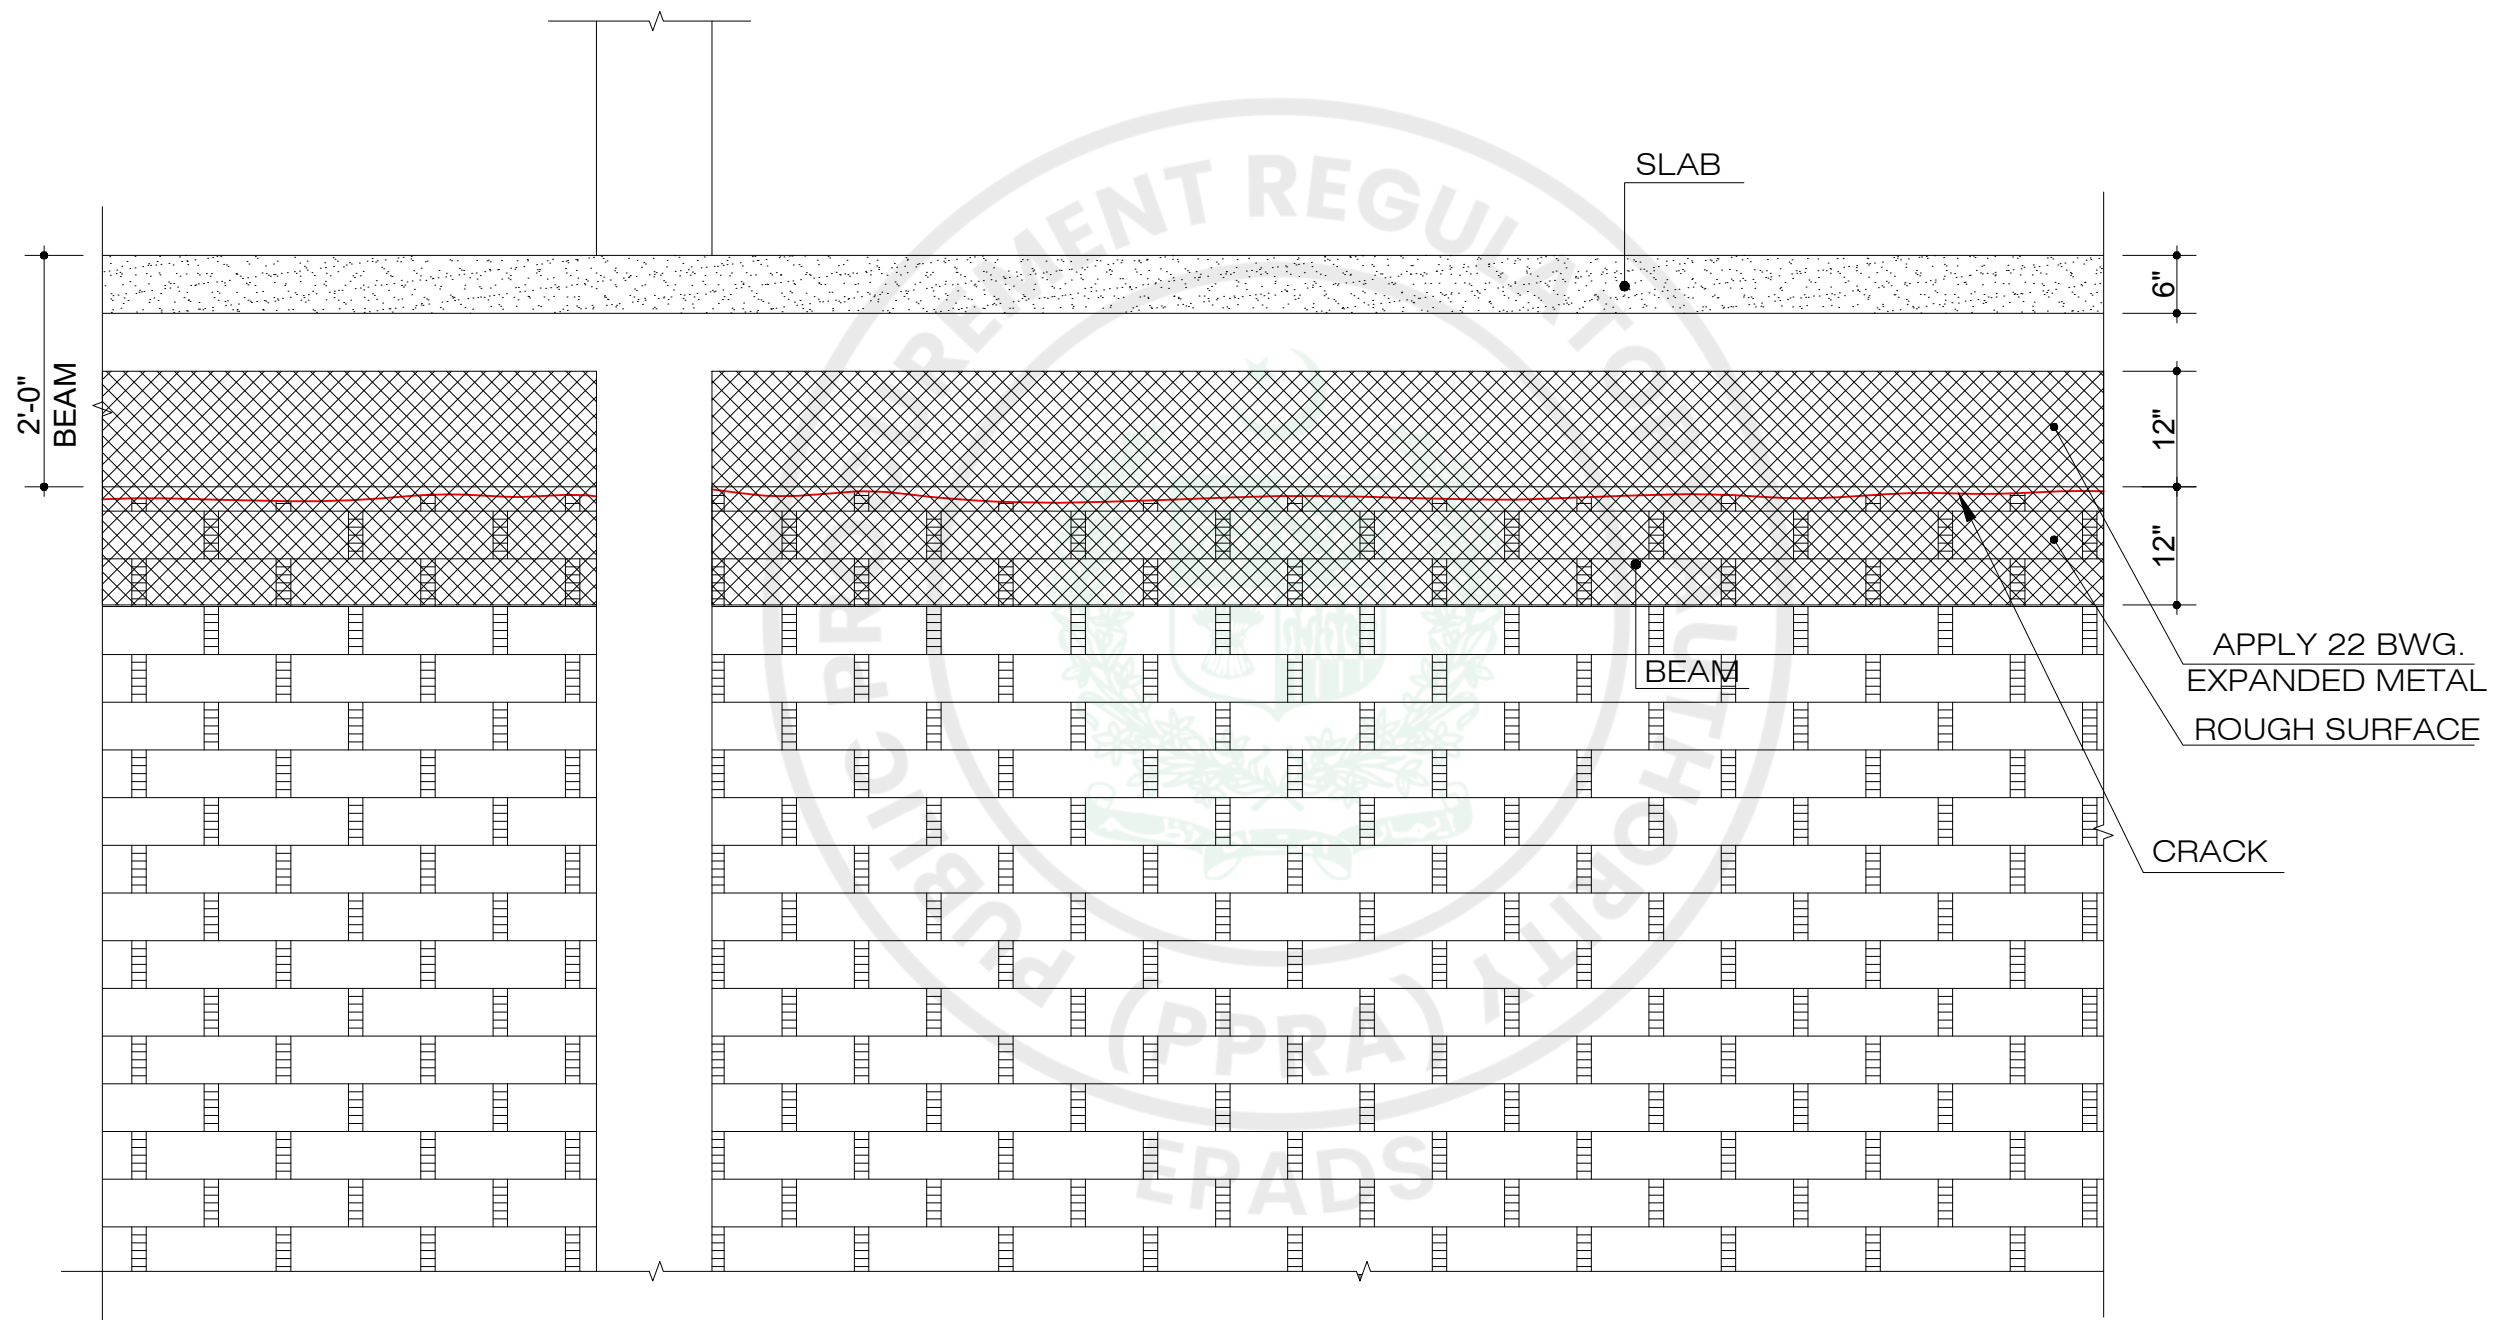 SLAB
6"
2'-0"
BEAM
12"
12"
APPLY 22 BWG.
EXPANDED METAL
BEAM
ROUGH SURFACE
CRACK
PUBLIC PROCUREMENT REGULATORY AUTHORITY
(PPRA)
EPADS